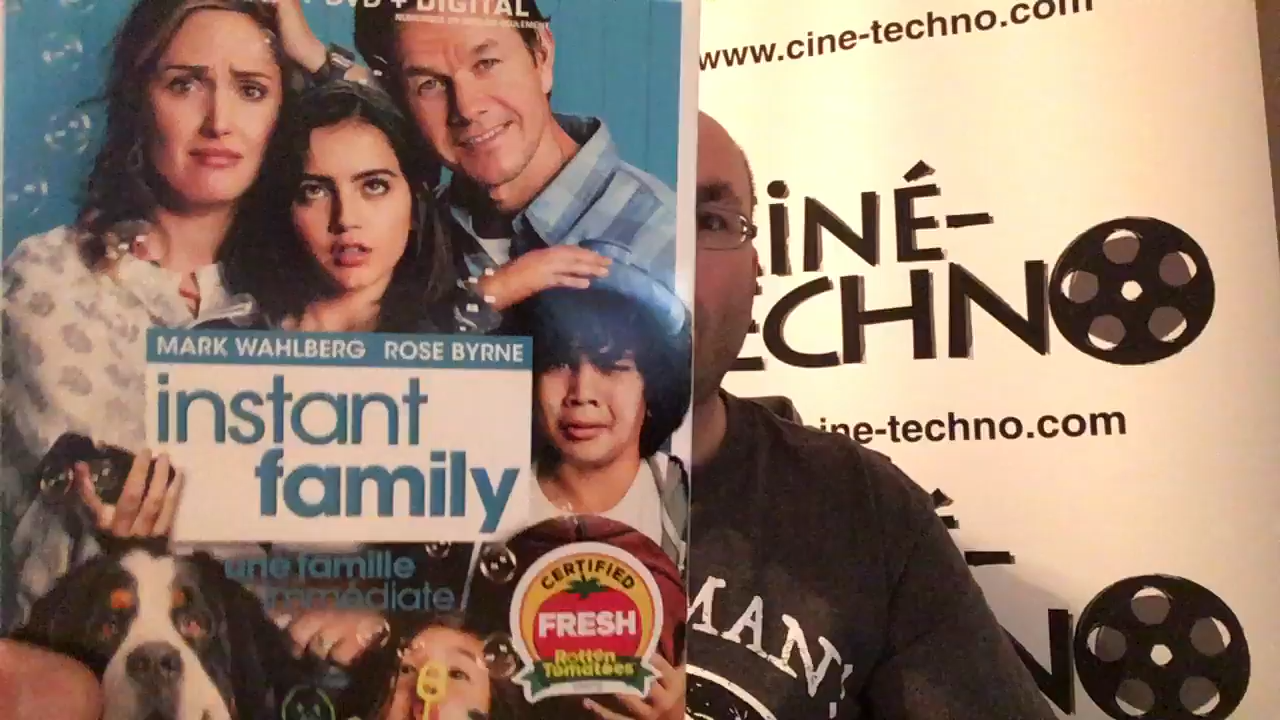 DVD + DIGITAL
MARK WAHLBERG ROSE BYRNE
instant
family
une famille
immédiate
CERTIFIED
FRESH
Rotten
Tomatoes
www.cine-techno.com
INÉ-
ECHNO
ine-techno.com
MAN